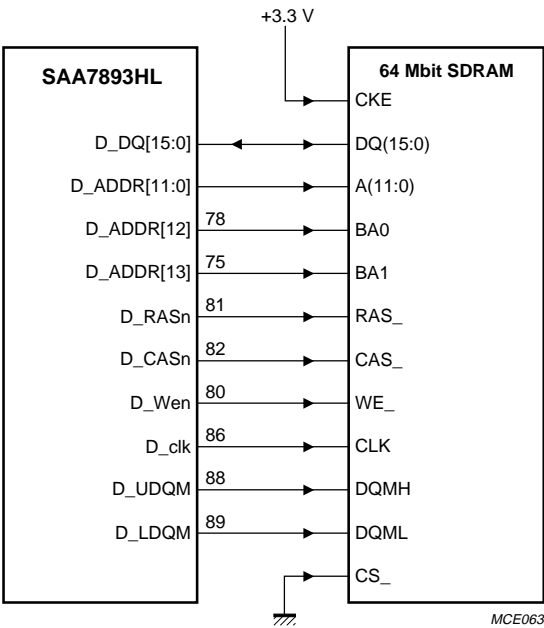 +3.3 V
SAA7893HL
64 Mbit SDRAM
CKE
D_DQ[15:0] DQ(15:0)
D_ADDR[11:0] A(11:0)
D_ADDR[12] 78 BA0
D_ADDR[13] 75 BA1
D_RASn 81 RAS_
D_CASn 82 CAS_
D_Wen 80 WE_
D_clk 86 CLK
D_UDQM 88 DQMH
D_LDQM 89 DQML
CS_
MCE063